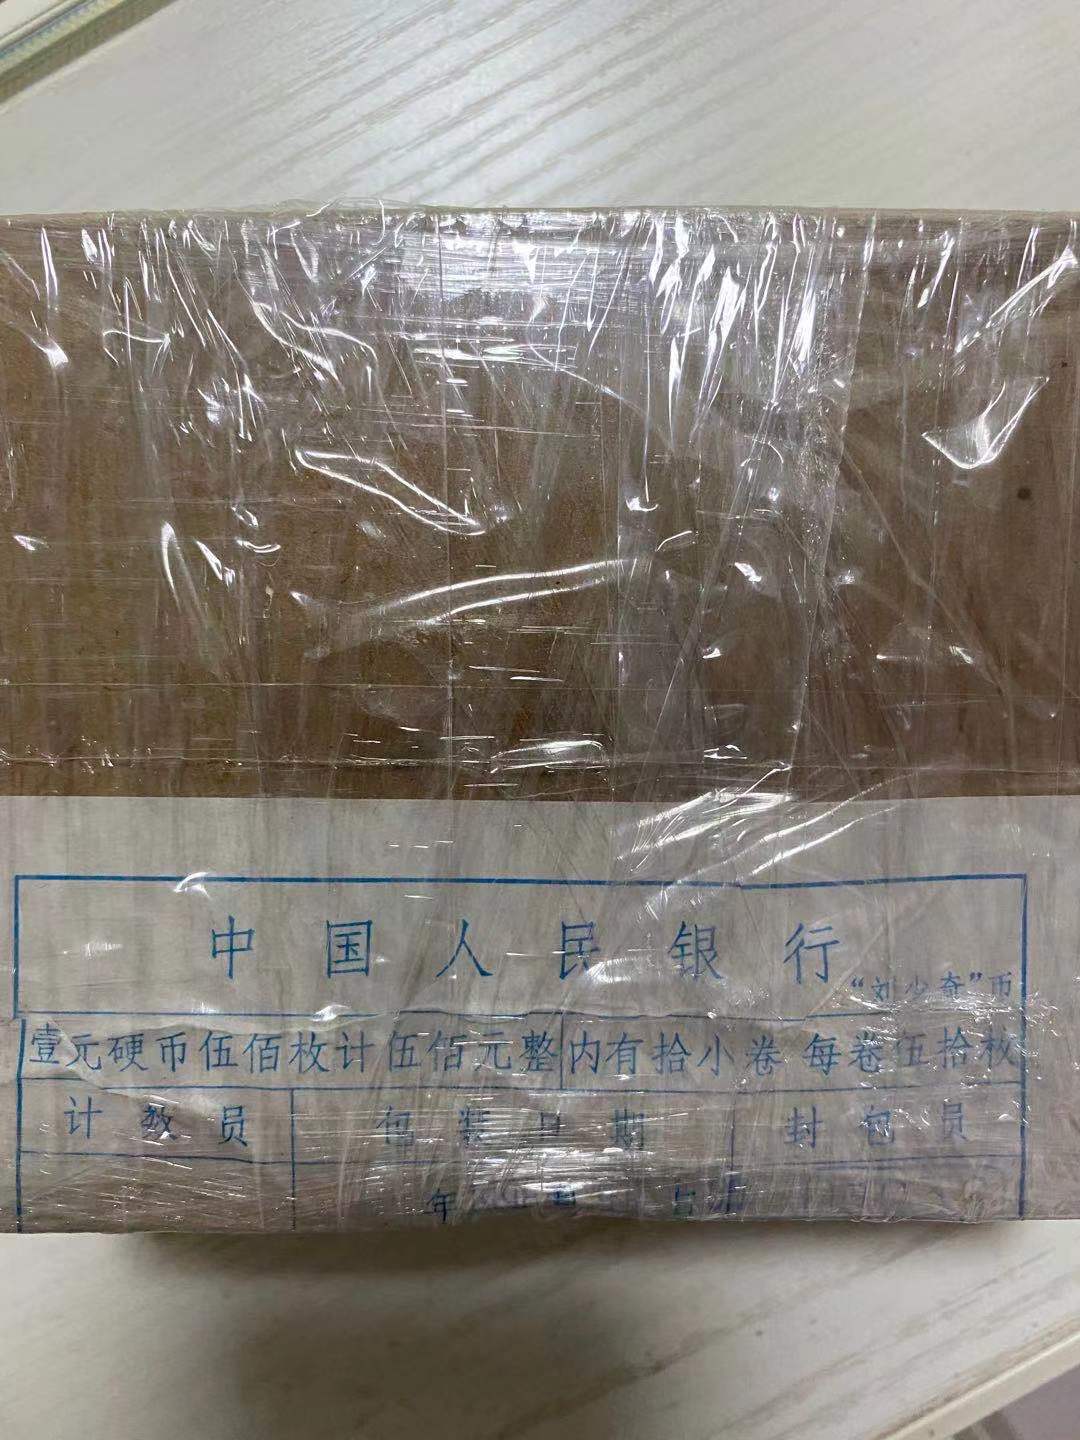 中国人民银行
“刘少奇”币
壹元硬币伍佰枚计伍佰元整 内有拾小卷 每卷伍拾枚
计数员 包装日期 封包员
年 月 日